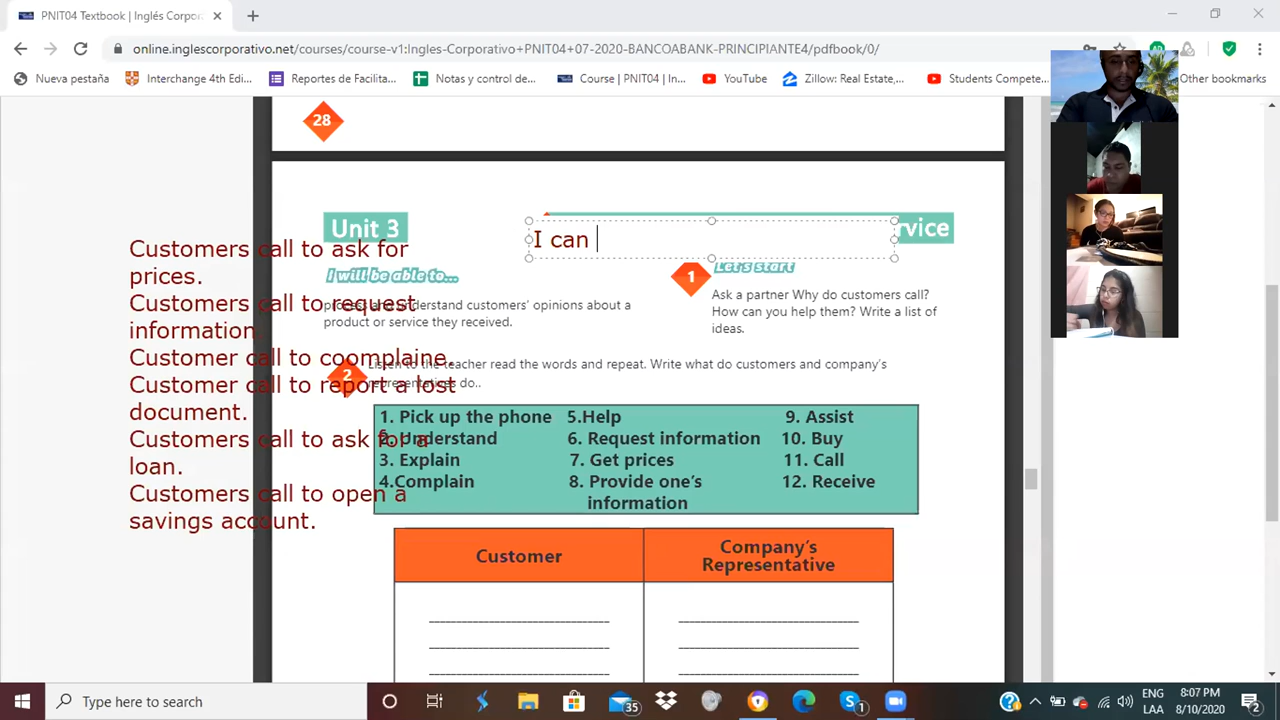 PNIT04 Textbook | Inglés Corpor
online.inglescorporativo.net/courses/course-v1:Ingles-Corporativo+PNIT04+07-2020-BANCOABANK-PRINCIPIANTE4/pdfbook/0/
Nueva pestaña
Interchange 4th Edi...
Reportes de Facilita...
Notas y control de...
Course | PNIT04 | In...
YouTube
Zillow: Real Estate,...
Students Compete...
Other bookmarks
28
Unit 3
I can
rvice
Customers call to ask for
prices.
Customers call to request
information.
Customer call to coomplaine.
Customer call to report a lost
document.
Customers call to ask for a
loan.
Customers call to open a
savings account.
I will be able to...
understand customers' opinions about a
product or service they received.
1
Let's start
Ask a partner Why do customers call?
How can you help them? Write a list of
ideas.
2
Listen to the teacher read the words and repeat. Write what do customers and company's
representatives do..
1. Pick up the phone
2. Understand
3. Explain
4.Complain
5.Help
6. Request information
7. Get prices
8. Provide one's
information
9. Assist
10. Buy
11. Call
12. Receive
Customer
Company's
Representative
Type here to search
35
1
ENG
LAA
8:07 PM
8/10/2020
2